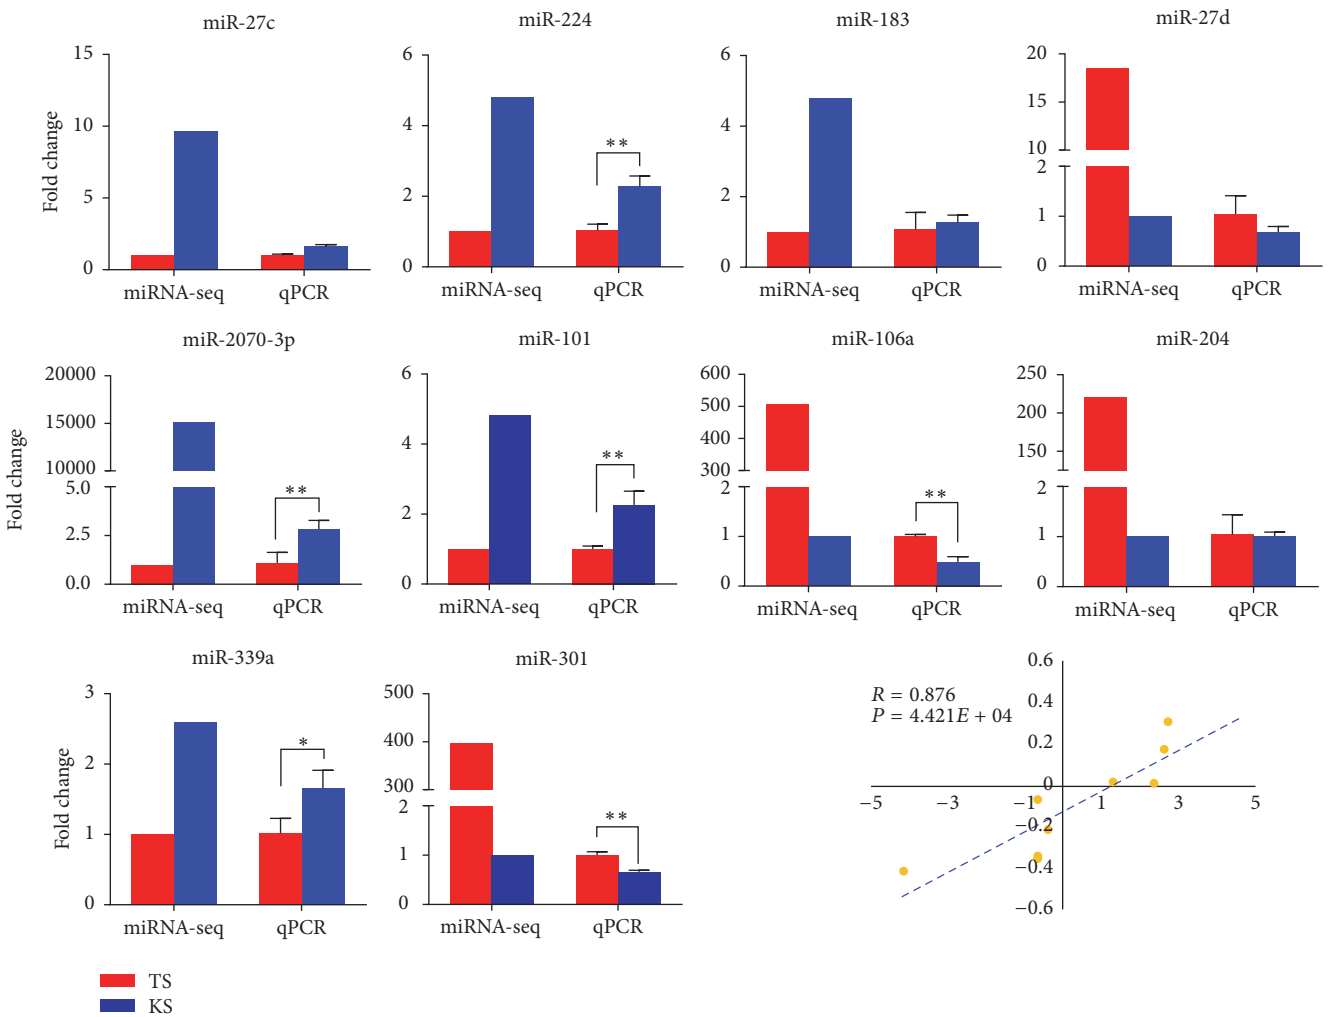 miR-27c
miR-224
miR-183
miR-27d
Fold change
15
10
5
0
miRNA-seq
qPCR
6
4
2
0
**
miRNA-seq
qPCR
6
4
2
0
miRNA-seq
qPCR
20
15
10
2
1
0
miRNA-seq
qPCR
miR-2070-3p
miR-101
miR-106a
miR-204
Fold change
20000
15000
10000
5.0
2.5
0.0
**
miRNA-seq
qPCR
6
4
2
0
**
miRNA-seq
qPCR
600
500
400
300
2
1
0
**
miRNA-seq
qPCR
250
200
150
2
1
0
miRNA-seq
qPCR
miR-339a
miR-301
Fold change
3
2
1
0
*
miRNA-seq
qPCR
500
400
300
2
1
0
**
miRNA-seq
qPCR
R = 0.876
P = 4.421E + 04
0.6
0.4
0.2
0
−0.2
−0.4
−0.6
−5
−3
−1
1
3
5
TS
KS